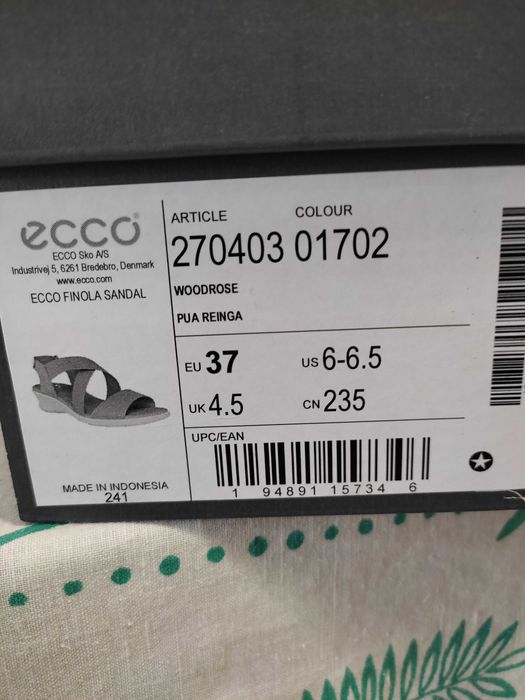 ecco
ECCO Sko A/S
Industrivej 5, 6261 Bredebro, Denmark
www.ecco.com
ECCO FINOLA SANDAL
ARTICLE COLOUR
270403 01702
WOODROSE
PUA REINGA
EU 37 US 6-6.5
UK 4.5 CN 235
UPC/EAN
1 94891 15734 6
MADE IN INDONESIA
241